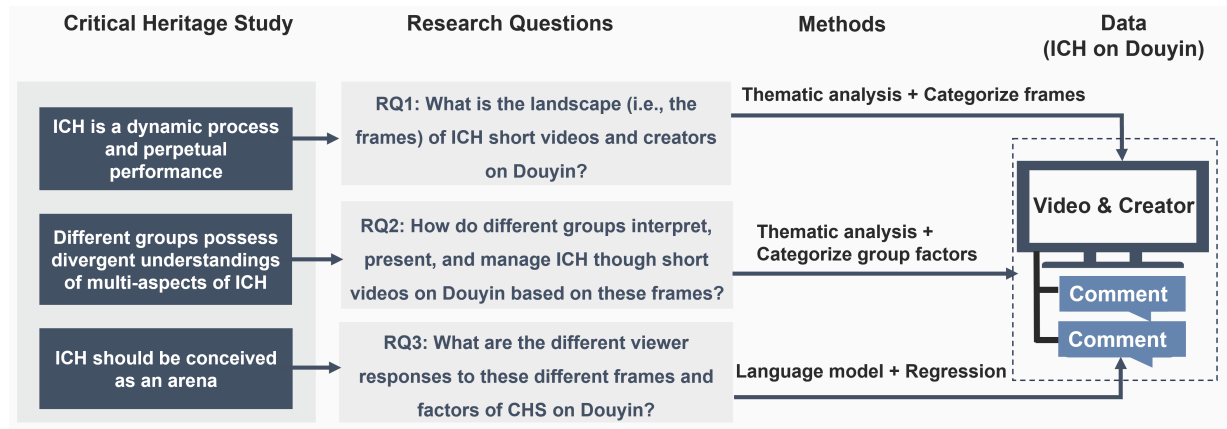 Critical Heritage Study
Research Questions
Methods
Data
(ICH on Douyin)
ICH is a dynamic process
and perpetual
performance
RQ1: What is the landscape (i.e., the
frames) of ICH short videos and creators
on Douyin?
Thematic analysis + Categorize frames
Different groups possess
divergent understandings
of multi-aspects of ICH
RQ2: How do different groups interpret,
present, and manage ICH though short
videos on Douyin based on these frames?
Thematic analysis +
Categorize group factors
ICH should be conceived
as an arena
RQ3: What are the different viewer
responses to these different frames and
factors of CHS on Douyin?
Language model + Regression
Video & Creator
Comment
Comment